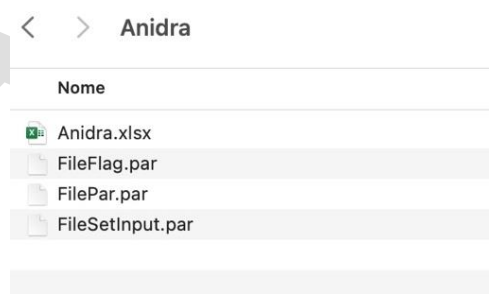 Anidra
Nome
Anidra.xlsx
FileFlag.par
FilePar.par
FileSetInput.par